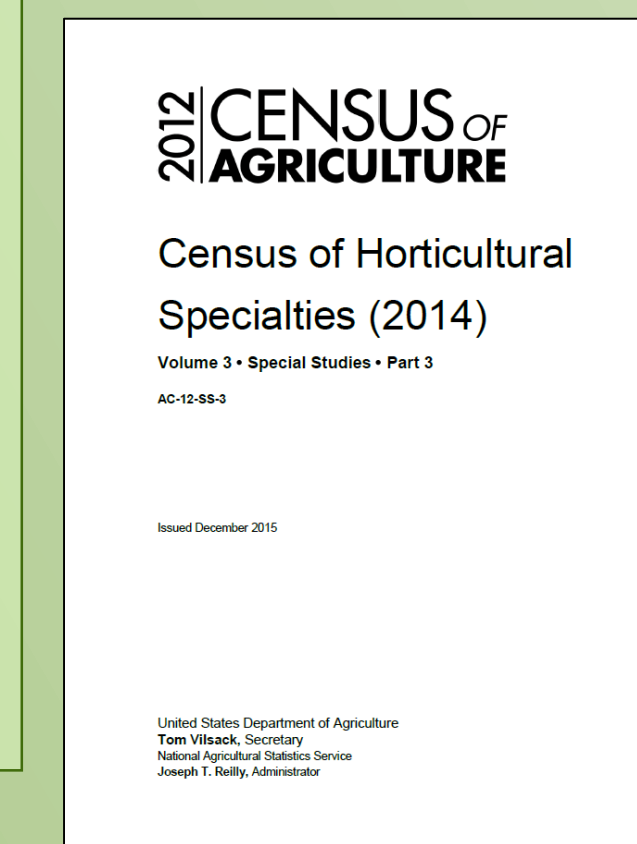 2012 CENSUS OF
AGRICULTURE
Census of Horticultural
Specialties (2014)
Volume 3 • Special Studies • Part 3
AC-12-SS-3
Issued December 2015
United States Department of Agriculture
Tom Vilsack, Secretary
National Agricultural Statistics Service
Joseph T. Reilly, Administrator